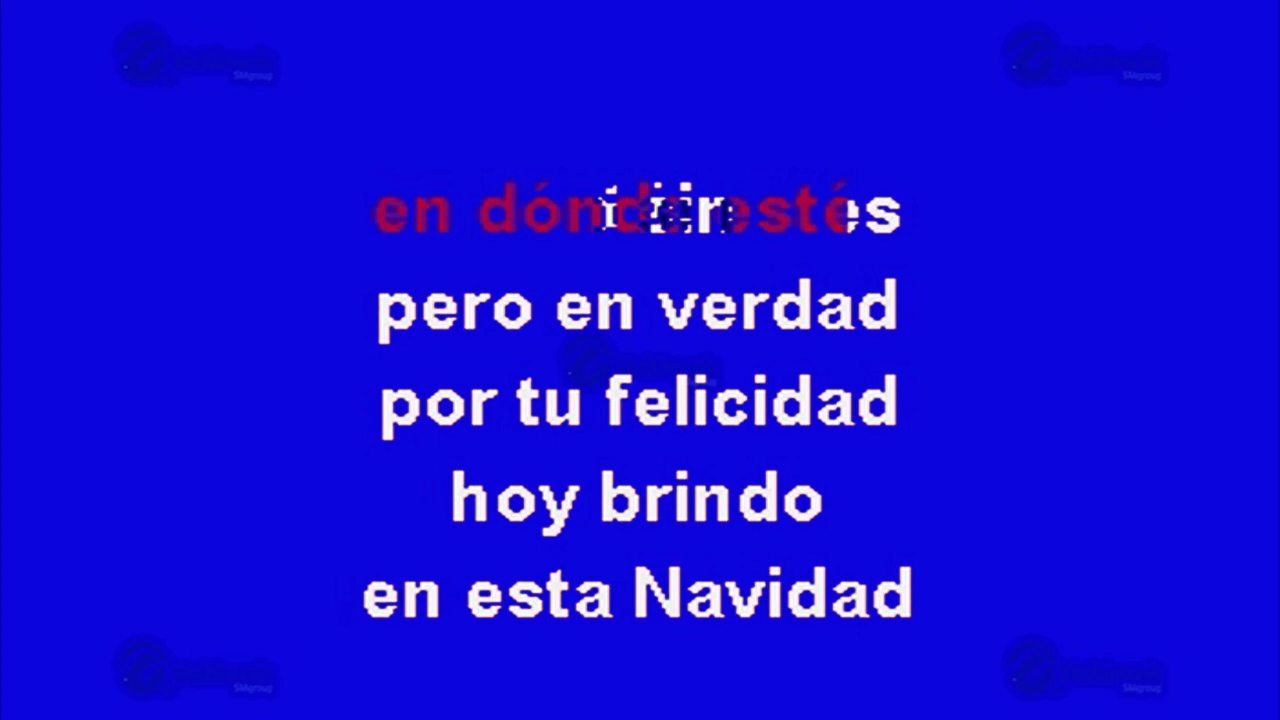 en dónde estés
pero en verdad
por tu felicidad
hoy brindo
en esta Navidad